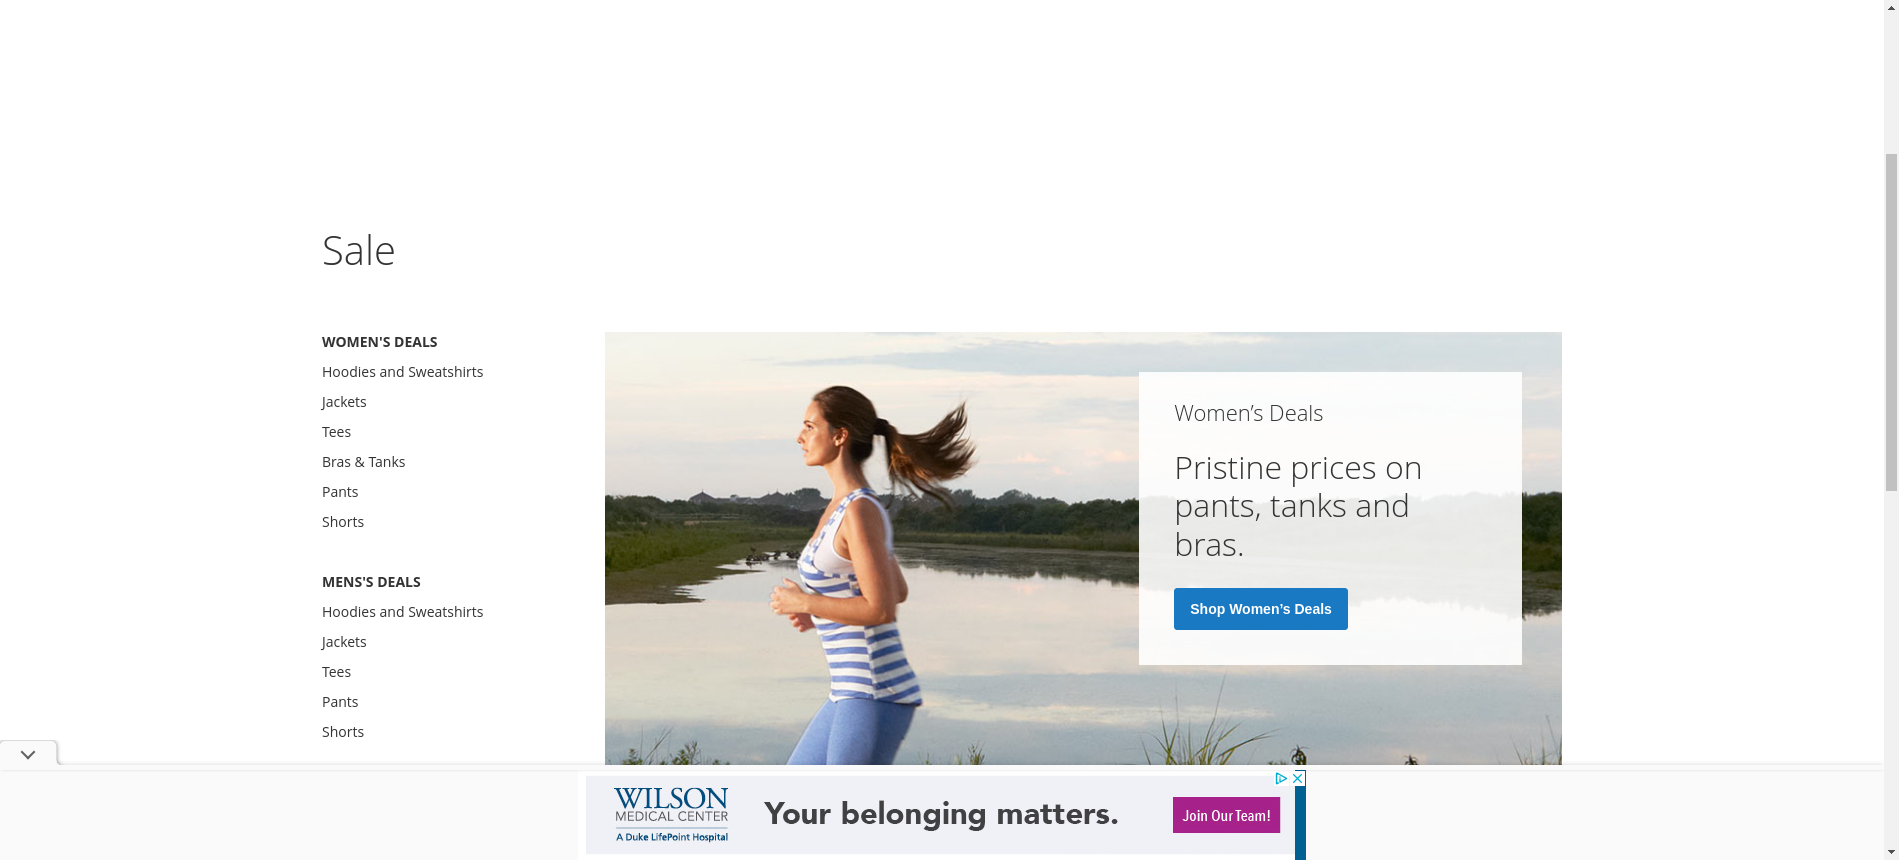 Sale
WOMEN'S DEALS
Hoodies and Sweatshirts
Jackets
Tees
Bras & Tanks
Pants
Shorts
MENS'S DEALS
Hoodies and Sweatshirts
Jackets
Tees
Pants
Shorts
Women’s Deals
Pristine prices on
pants, tanks and
bras.
Shop Women’s Deals
WILSON
MEDICAL CENTER
A Duke LifePoint Hospital
Your belonging matters.
Join Our Team!